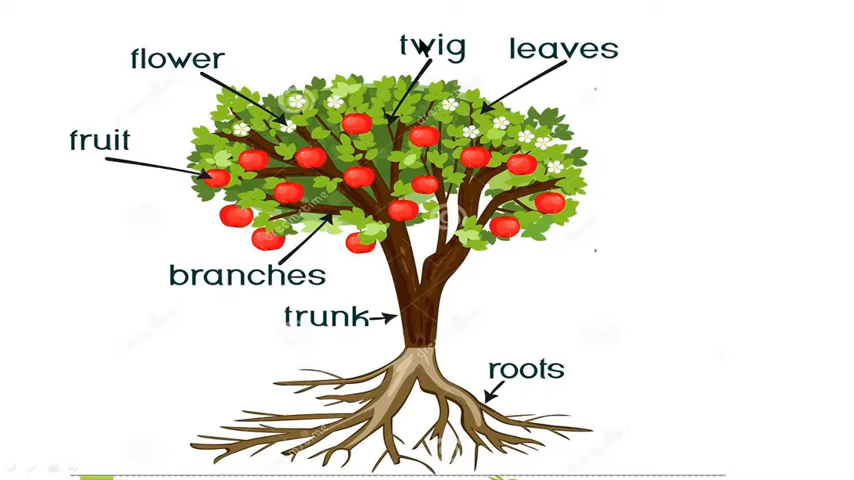 twig
leaves
flower
fruit
branches
trunk
roots